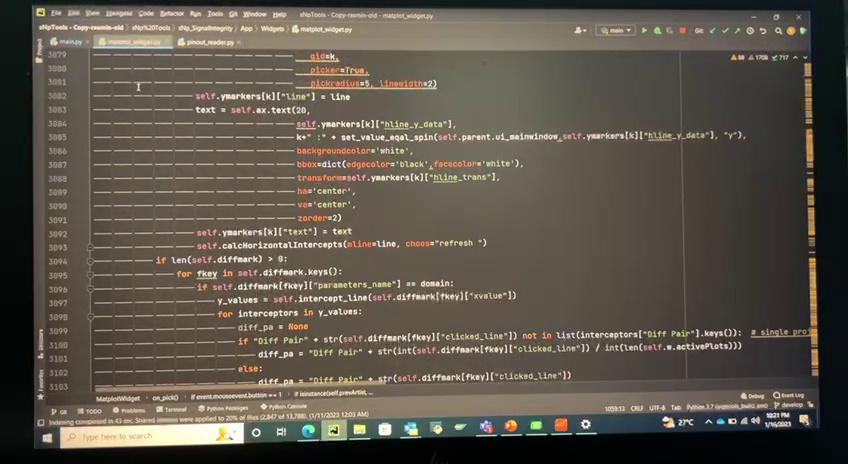 File Edit View Navigate Code Refactor Run Tools Git Window Help
sNpTools - Copy-rasmin-old - matplot_widget.py
sNpTools - Copy-rasmin-old
sNp%20Tools
sNp_SignalIntegrity
App
Widgets
matplot_widget.py
main
Git:
main.py
matplot_widget.py
pinout_reader.py
Project
88 1708 717
3079 gid=k,
3080 picker=True,
3081 pickradius=5, linewidth=2)
3082 self.ymarkers[k]["line"] = line
3083 text = self.ax.text(20,
3084 self.ymarkers[k]["hline_y_data"],
3085 k+" :" + set_value_eqal_spin(self.parent.ui_mainwindow,self.ymarkers[k]["hline_y_data"], "y"),
3086 backgroundcolor='white',
3087 bbox=dict(edgecolor='black',facecolor='white'),
3088 transform=self.ymarkers[k]["hline_trans"],
3089 ha='center',
3090 va='center',
3091 zorder=2)
3092 self.ymarkers[k]["text"] = text
3093 self.calcHorizontalIntercepts(mline=line, choos="refresh ")
3094 if len(self.diffmark) > 0:
3095 for fkey in self.diffmark.keys():
3096 if self.diffmark[fkey]["parameters_name"] == domain:
3097 y_values = self.intercept_line(self.diffmark[fkey]["xvalue"])
3098 for interceptors in y_values:
3099 diff_pa = None
3100 if "Diff Pair" + str(self.diffmark[fkey]["clicked_line"]) not in list(interceptors["Diff Pair"].keys()): # single
3101 diff_pa = "Diff Pair" + str(int(self.diffmark[fkey]["clicked_line"]) / int(len(self.w.activePlots)))
3102 else:
3103 diff_pa = "Diff Pair" + str(self.diffmark[fkey]["clicked_line"])
MatplotWidget
on_pick()
if event.mouseevent.button == 1
if isinstance(self.prevArtist, ...
Structure
Favorites
Git
TODO
Problems
Terminal
Python Packages
Python Console
Debug
Event Log
Indexing completed in 43 sec. Shared indexes were applied to 20% of files (2,847 of 13,788). (1/11/2023 12:03 AM)
CRLF UTF-8 Tab
develop
Type here to search
27°C
10:21 PM
1/16/2023